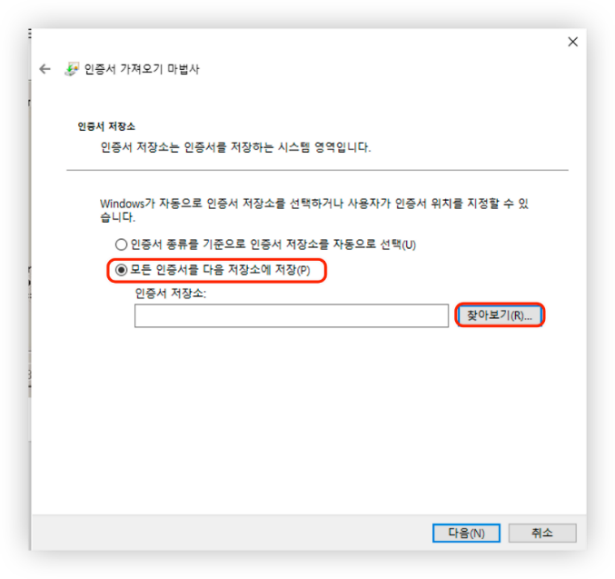 인증서 가져오기 마법사
인증서 저장소
인증서 저장소는 인증서를 저장하는 시스템 영역입니다.
Windows가 자동으로 인증서 저장소를 선택하거나 사용자가 인증서 위치를 지정할 수 있
습니다.
인증서 종류를 기준으로 인증서 저장소를 자동으로 선택(U)
모든 인증서를 다음 저장소에 저장(P)
인증서 저장소:
찾아보기(R)...
다음(N) 취소